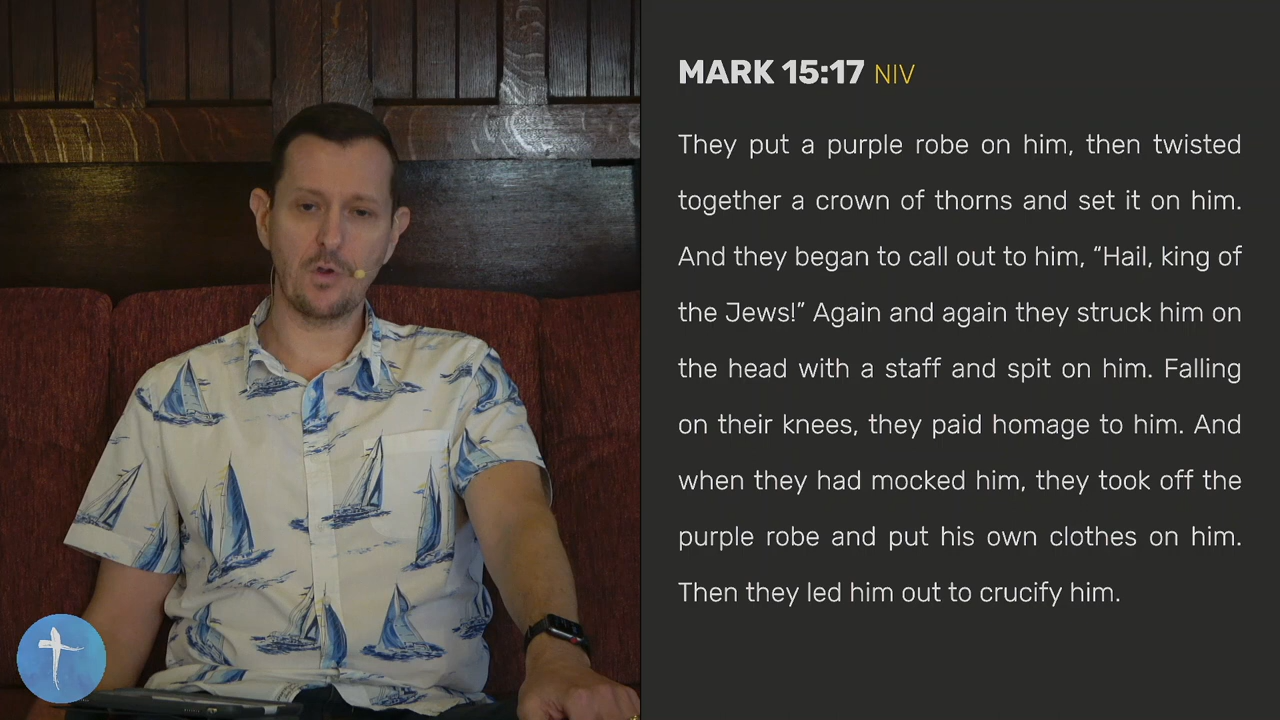 MARK 15:17 NIV
They put a purple robe on him, then twisted
together a crown of thorns and set it on him.
And they began to call out to him, “Hail, king of
the Jews!” Again and again they struck him on
the head with a staff and spit on him. Falling
on their knees, they paid homage to him. And
when they had mocked him, they took off the
purple robe and put his own clothes on him.
Then they led him out to crucify him.